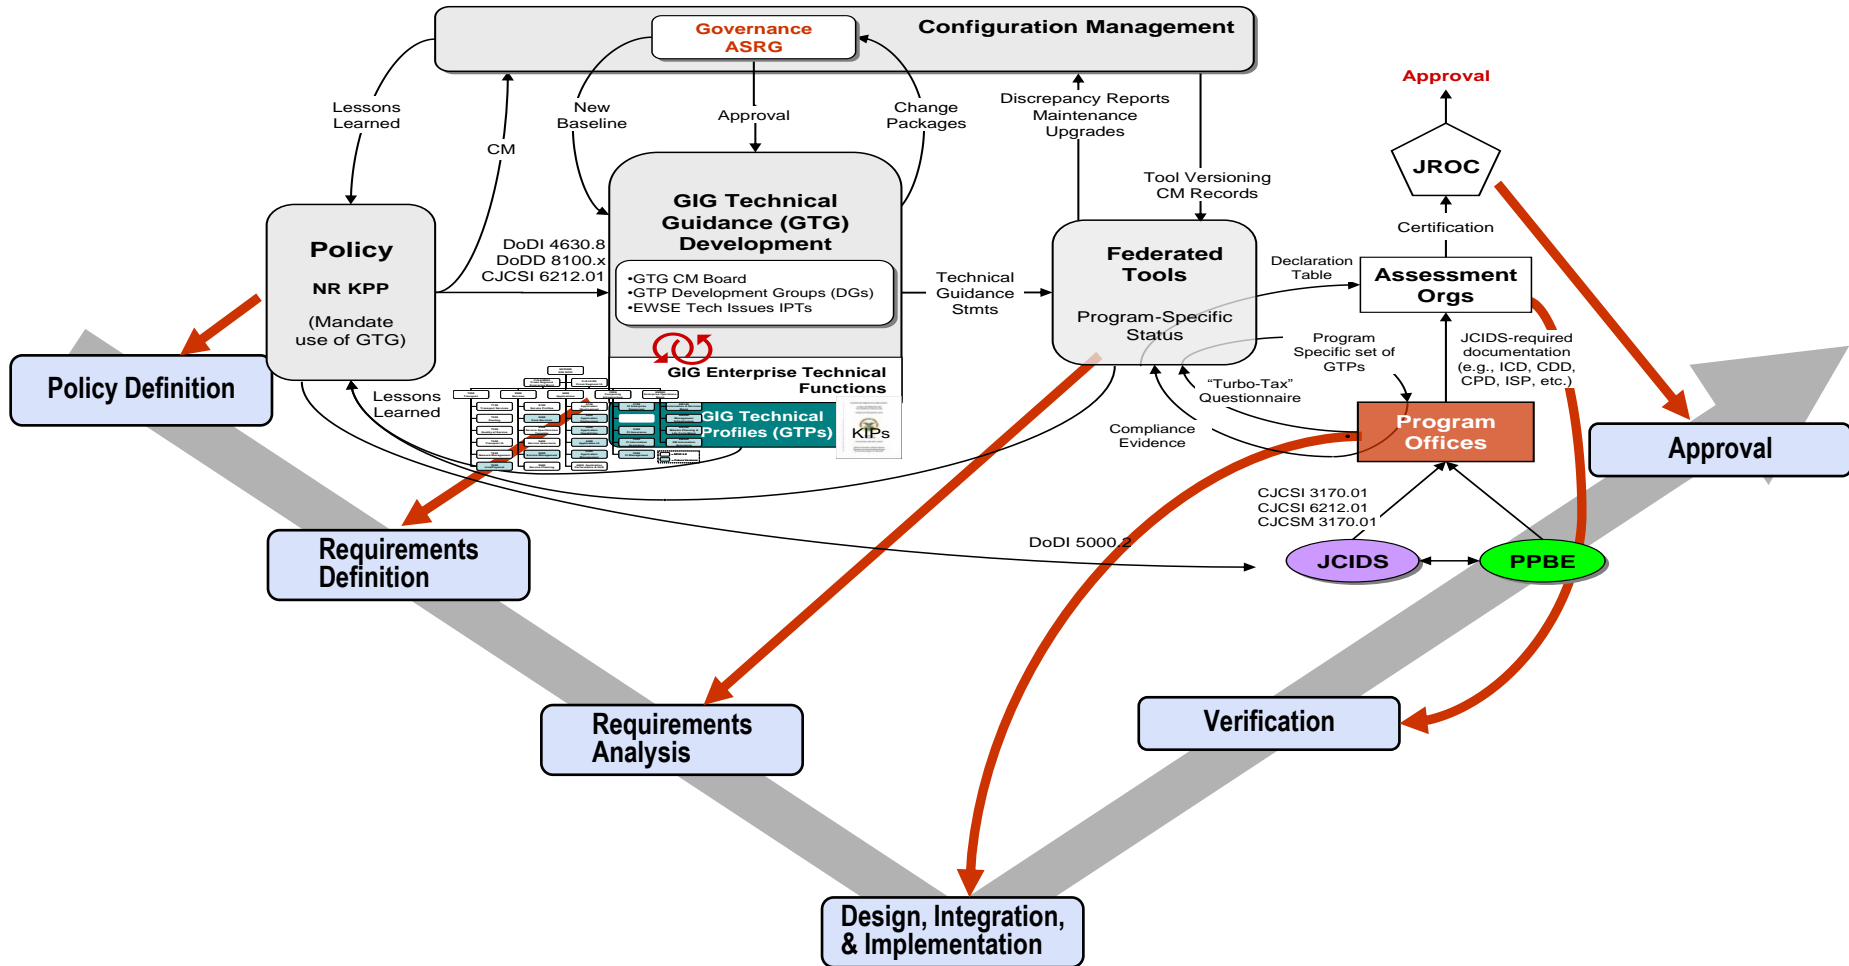 Governance
ASRG
Configuration Management
Lessons
Learned
CM
New
Baseline
Approval
Change
Packages
Discrepancy Reports
Maintenance
Upgrades
Tool Versioning
CM Records
Approval
JROC
Certification
Policy
NR KPP
(Mandate
use of GTG)
DoDI 4630.8
DoDD 8100.x
CJCSI 6212.01
GIG Technical
Guidance (GTG)
Development
•GTG CM Board
•GTP Development Groups (DGs)
•EWSE Tech Issues IPTs
Technical
Guidance
Stmts
Federated
Tools
Program-Specific
Status
Declaration
Table
Assessment
Orgs
Program
Specific set of
GTPs
JCIDS-required
documentation
(e.g., ICD, CDD,
CPD, ISP, etc.)
"Turbo-Tax"
Questionnaire
Compliance
Evidence
Program
Offices
GIG Enterprise Technical
Functions
GIG Technical
Profiles (GTPs)
KIPs
Lessons
Learned
CJCSI 3170.01
CJCSI 6212.01
CJCSM 3170.01
DoDI 5000.2
JCIDS
PPBE
Policy Definition
Requirements
Definition
Requirements
Analysis
Design, Integration,
& Implementation
Verification
Approval